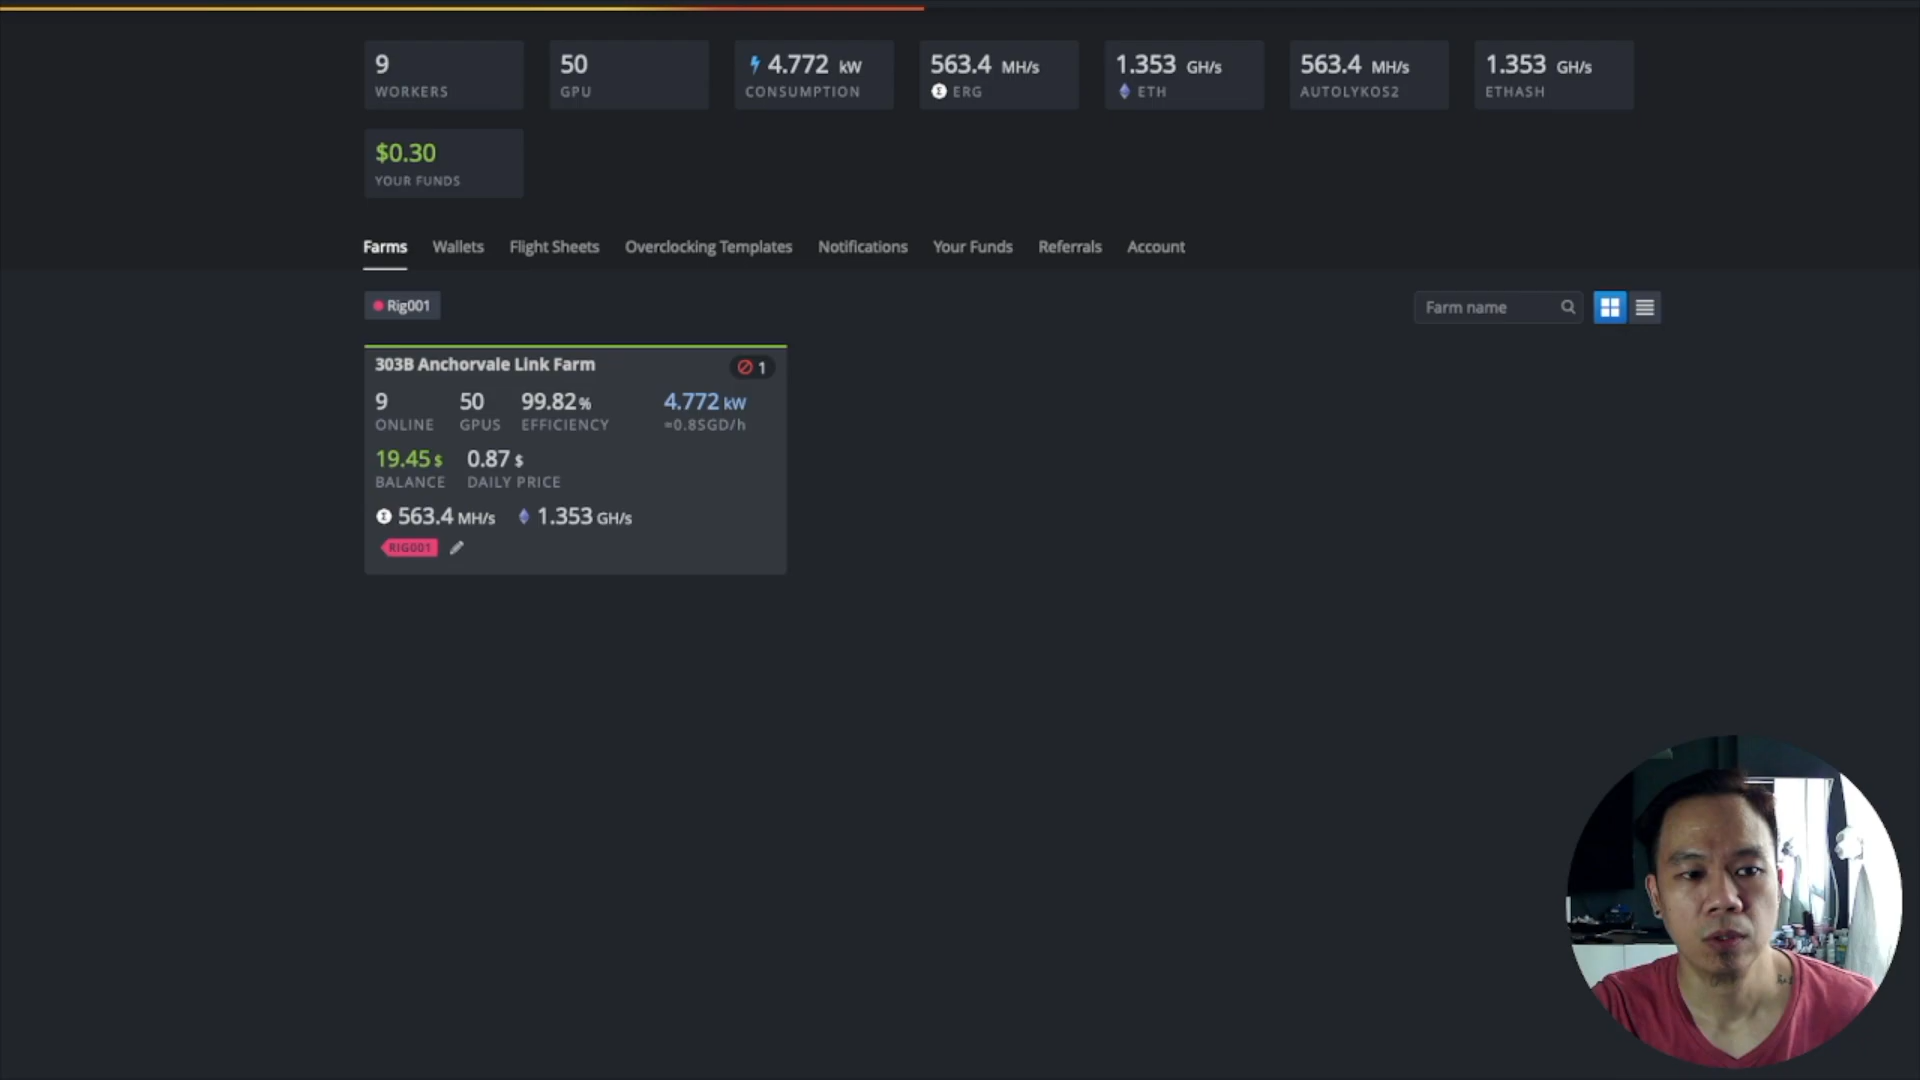 9
WORKERS
50
GPU
4.772 kW
CONSUMPTION
563.4 MH/s
ERG
1.353 GH/s
ETH
563.4 MH/s
AUTOLYKOS2
1.353 GH/s
ETHASH
$0.30
YOUR FUNDS
Farms Wallets Flight Sheets Overclocking Templates Notifications Your Funds Referrals Account
Rig001
Farm name
303B Anchorvale Link Farm
1
9 50 99.82% 4.772 kW
ONLINE GPUS EFFICIENCY ≈0.8SGD/h
19.45 $ 0.87 $
BALANCE DAILY PRICE
563.4 MH/s 1.353 GH/s
RIG001